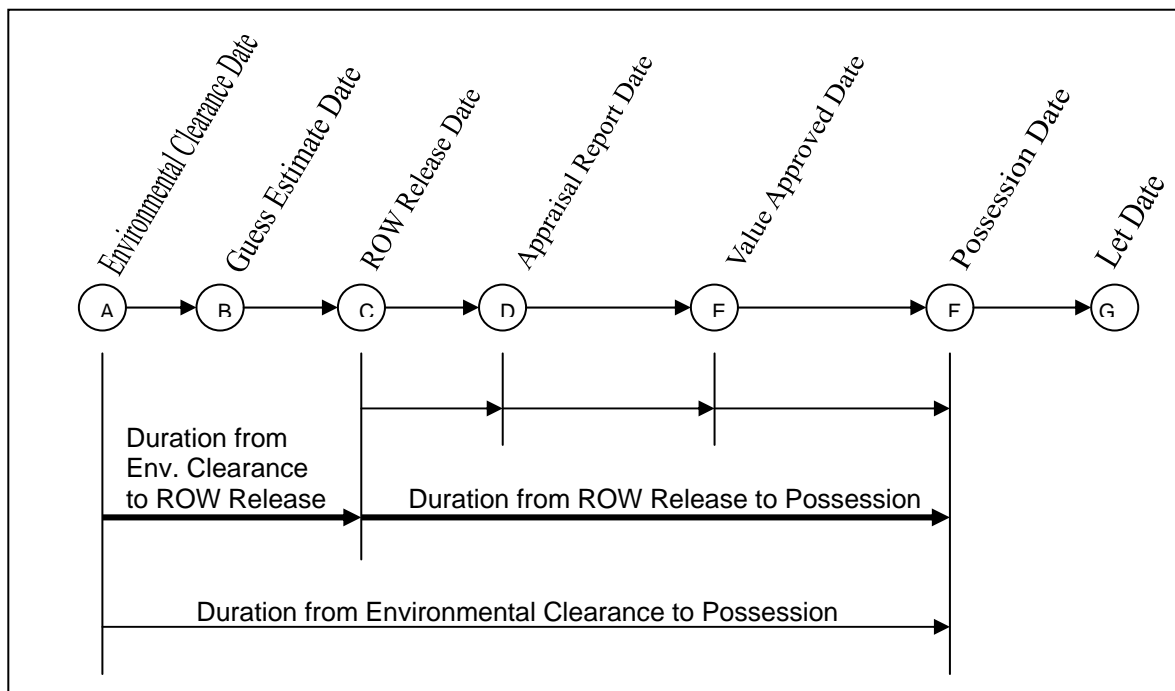 Environmental Clearance Date
Guess Estimate Date
ROW Release Date
Appraisal Report Date
Value Approved Date
Possession Date
Let Date
A
B
C
D
E
F
G
Duration from
Env. Clearance
to ROW Release
Duration from ROW Release to Possession
Duration from Environmental Clearance to Possession